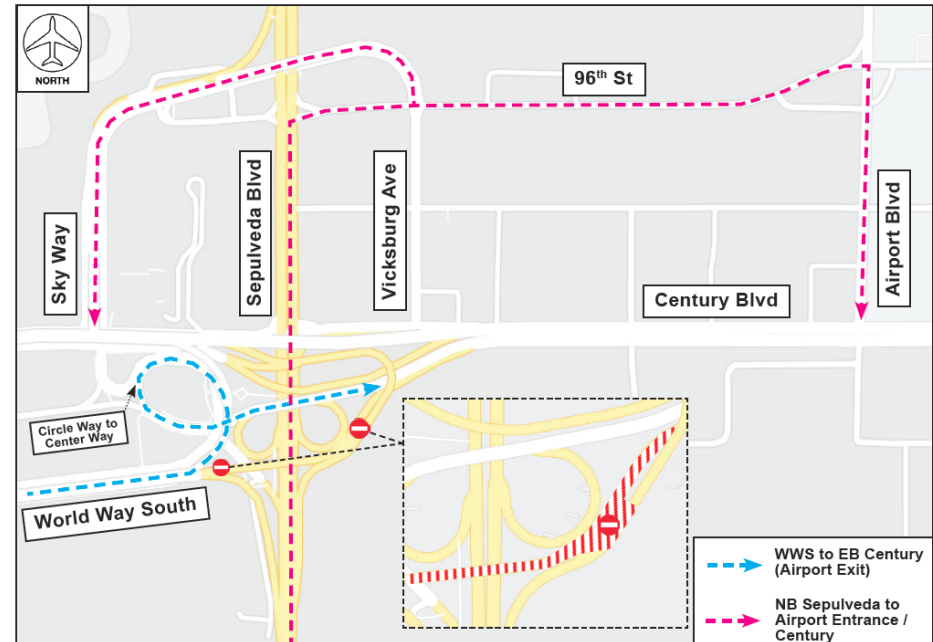 NORTH
96th St
Sky Way
Sepulveda Blvd
Vicksburg Ave
Airport Blvd
Century Blvd
Circle Way to
Center Way
World Way South
WWS to EB Century
(Airport Exit)
NB Sepulveda to
Airport Entrance /
Century